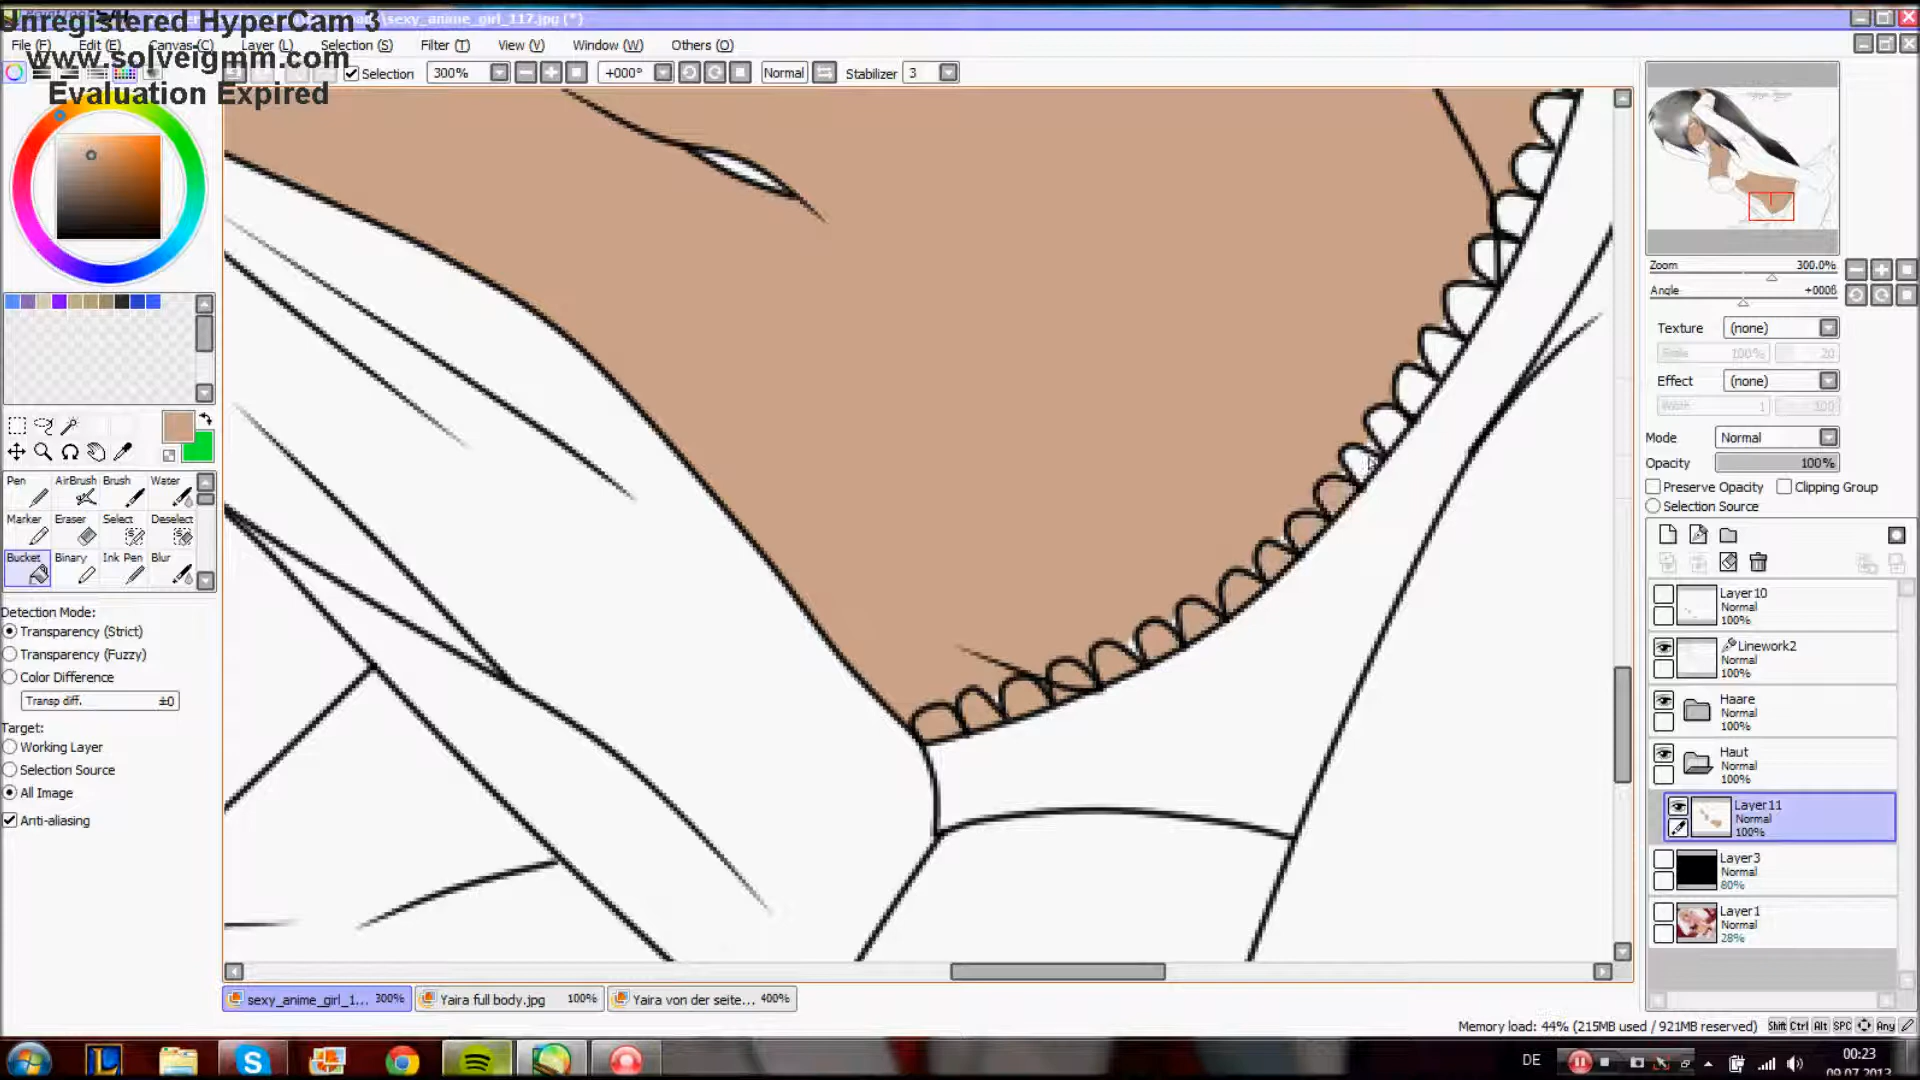 Unregistered HyperCam 3
\sexy_anime_girl_117.jpg (*)
File (F) Edit (E) Canvas (C) Layer (L) Selection (S) Filter (T) View (V) Window (W) Others (O)
www.solveigmm.com
Selection 300% +000° Normal Stabilizer 3
Evaluation Expired
Zoom 300.0%
Angle +000ß
Texture (none)
Scale 100% 20
Effect (none)
Width 1 100
Mode Normal
Opacity 100%
Preserve Opacity Clipping Group
Selection Source
Pen AirBrush Brush Water
Marker Eraser Select Deselect
Bucket Binary Ink Pen Blur
Detection Mode:
Transparency (Strict)
Transparency (Fuzzy)
Color Difference
Transp diff. ±0
Target:
Working Layer
Selection Source
All Image
Anti-aliasing
Layer10
Normal
100%
Linework2
Normal
100%
Haare
Normal
100%
Haut
Normal
100%
Layer11
Normal
100%
Layer3
Normal
80%
Layer1
Normal
28%
sexy_anime_girl_1... 300% Yaira full body.jpg 100% Yaira von der seite... 400%
Memory load: 44% (215MB used / 921MB reserved) Shift Ctrl Alt SPC Any
DE
00:23
09.07.2013